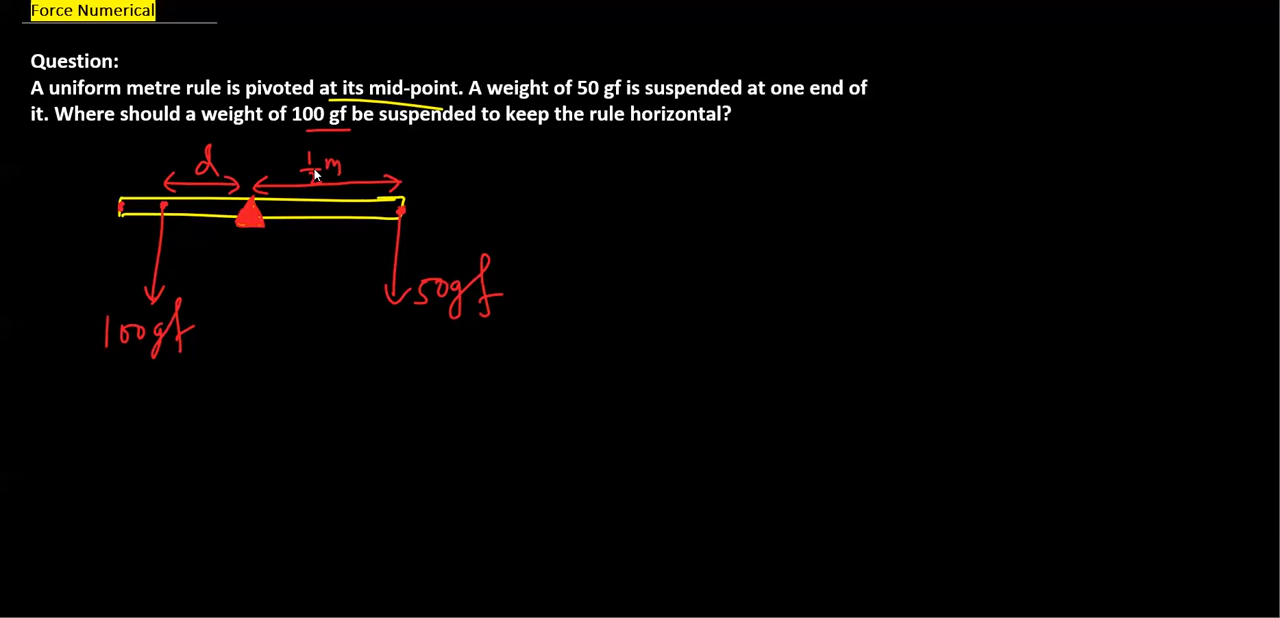 Force Numerical
Question:
A uniform metre rule is pivoted at its mid-point. A weight of 50 gf is suspended at one end of
it. Where should a weight of 100 gf be suspended to keep the rule horizontal?
d 1/2 m
50gf
100gf